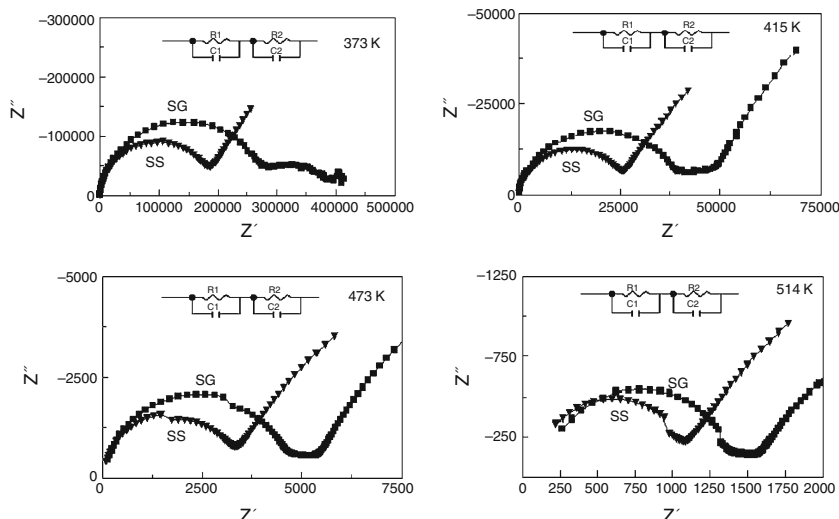 −300000
−200000
−100000
0
Z″
R1
R2
C1
C2
373 K
SG
SS
0
100000
200000
300000
400000
500000
Z′
−50000
−25000
0
Z″
R1
R2
C1
C2
415 K
SG
SS
0
25000
50000
75000
Z′
−5000
−2500
0
Z″
R1
R2
C1
C2
473 K
SG
SS
0
2500
5000
7500
Z′
−1250
−750
−250
Z″
R1
R2
C1
C2
514 K
SG
SS
0
250
500
750
1000
1250
1500
1750
2000
Z′